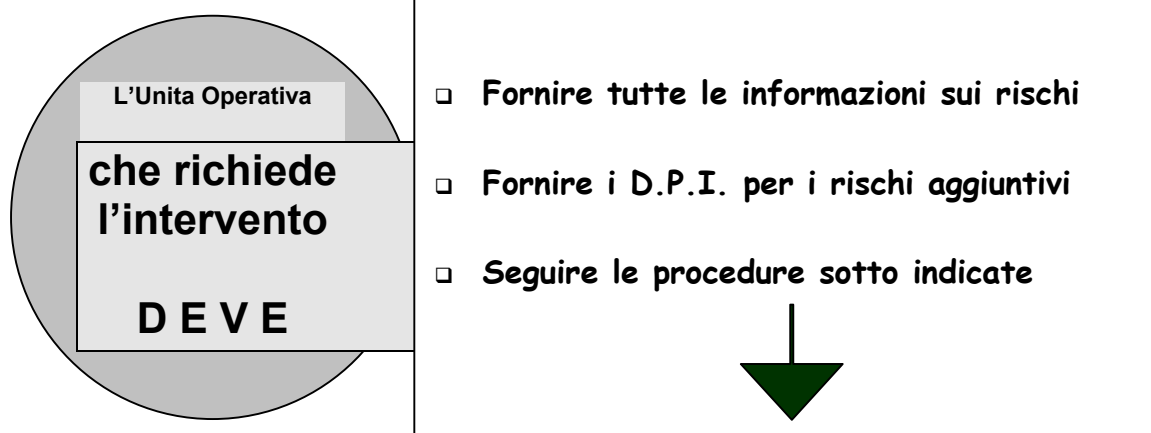 L'Unita Operativa
che richiede
l'intervento
D E V E
❑ Fornire tutte le informazioni sui rischi
❑ Fornire i D.P.I. per i rischi aggiuntivi
❑ Seguire le procedure sotto indicate